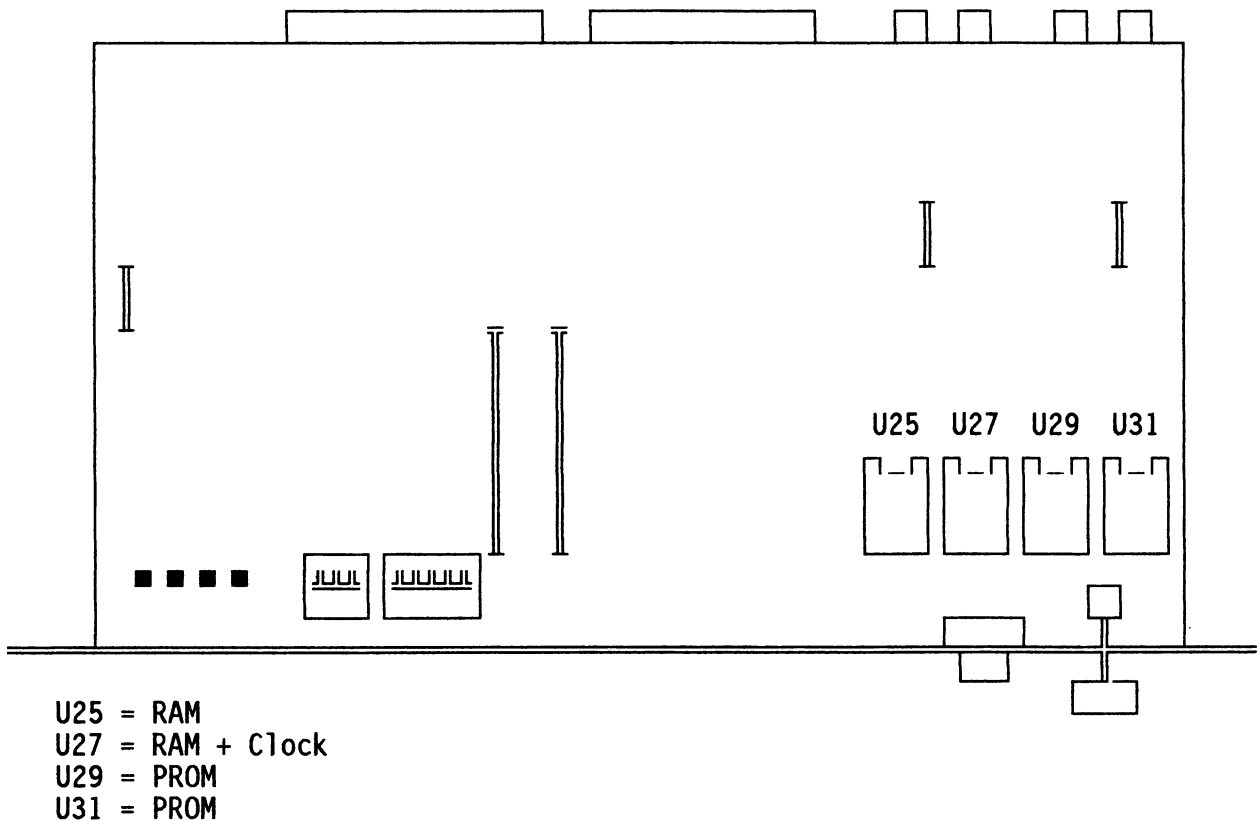 U25 U27 U29 U31
U25 = RAM
U27 = RAM + Clock
U29 = PROM
U31 = PROM